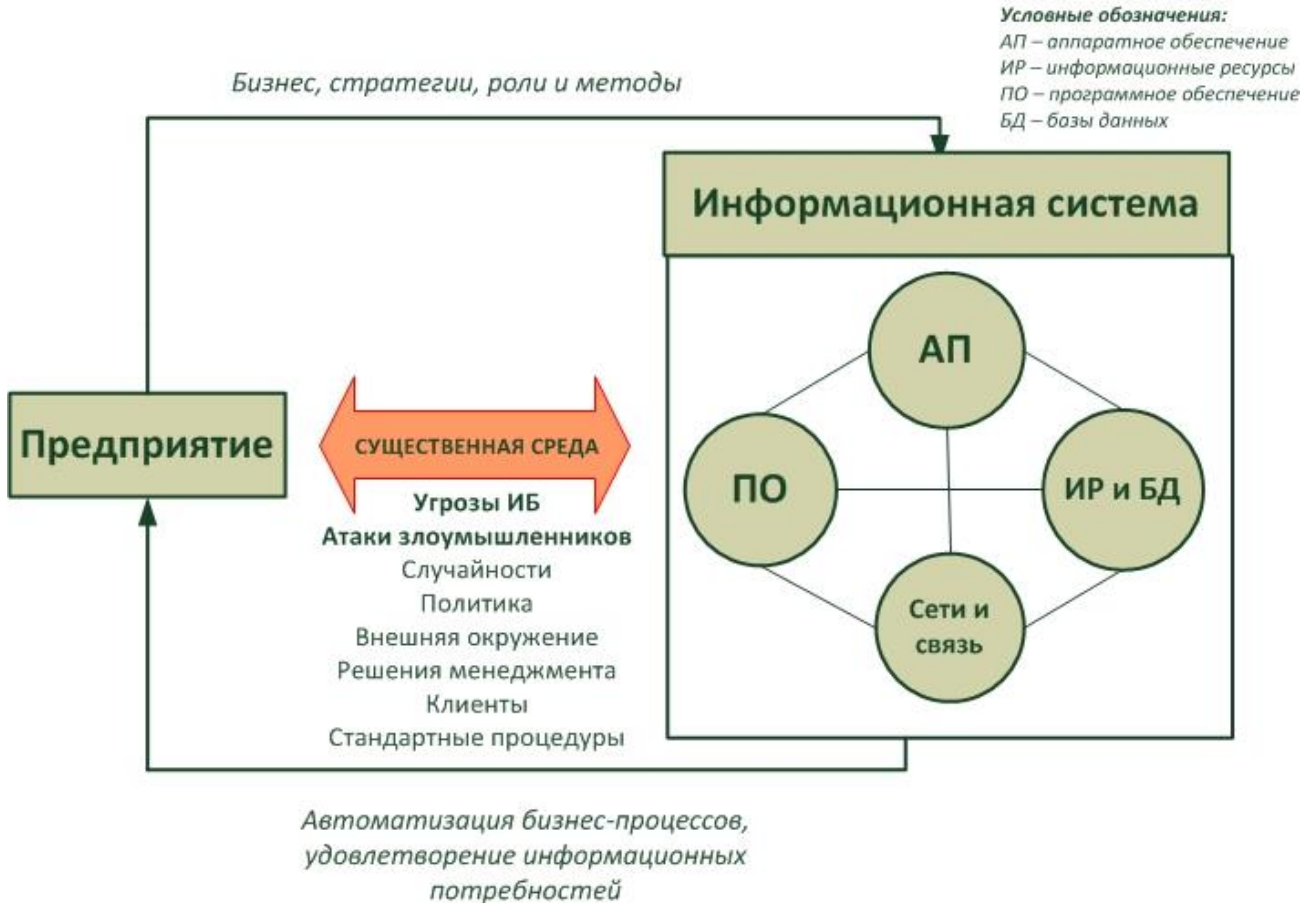 Условные обозначения:
АП – аппаратное обеспечение
ИР – информационные ресурсы
ПО – программное обеспечение
БД – базы данных
Бизнес, стратегии, роли и методы
Информационная система
АП
ПО
ИР и БД
Сети и
связь
Предприятие
СУЩЕСТВЕННАЯ СРЕДА
Угрозы ИБ
Атаки злоумышленников
Случайности
Политика
Внешняя окружение
Решения менеджмента
Клиенты
Стандартные процедуры
Автоматизация бизнес-процессов,
удовлетворение информационных
потребностей